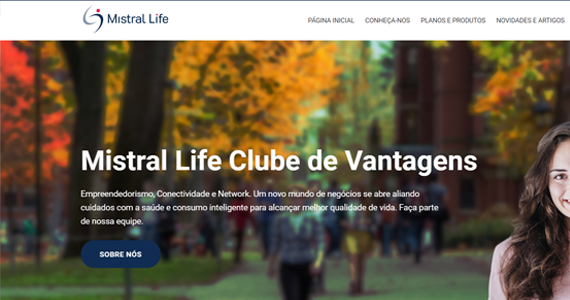 Mistral Life
PÁGINA INICIAL CONHEÇA-NOS PLANOS E PRODUTOS NOVIDADES E ARTIGOS
Mistral Life Clube de Vantagens
Empreendedorismo, Conectividade e Network. Um novo mundo de negócios se abre aliando
cuidados com a saúde e consumo inteligente para alcançar melhor qualidade de vida. Faça parte
de nossa equipe.
SOBRE NÓS